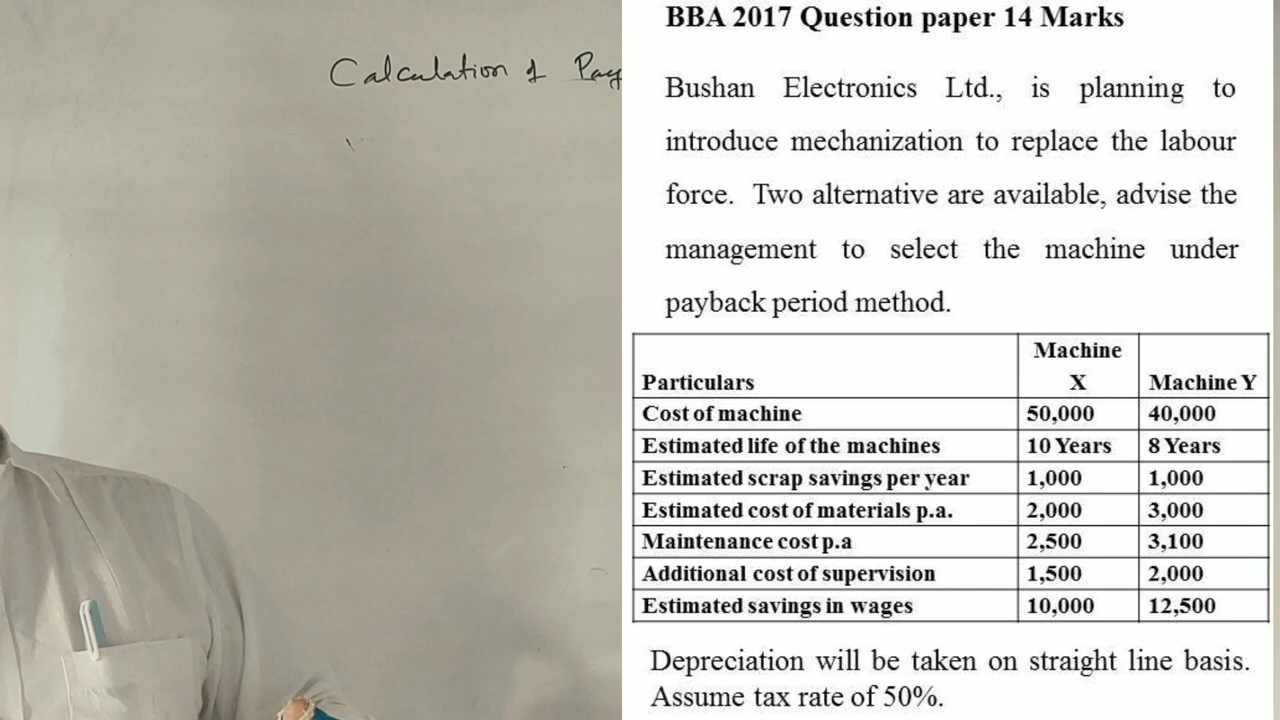 Calculation of Pay
BBA 2017 Question paper 14 Marks
Bushan Electronics Ltd., is planning to
introduce mechanization to replace the labour
force. Two alternative are available, advise the
management to select the machine under
payback period method.
Particulars Machine X Machine Y
Cost of machine 50,000 40,000
Estimated life of the machines 10 Years 8 Years
Estimated scrap savings per year 1,000 1,000
Estimated cost of materials p.a. 2,000 3,000
Maintenance cost p.a 2,500 3,100
Additional cost of supervision 1,500 2,000
Estimated savings in wages 10,000 12,500
Depreciation will be taken on straight line basis.
Assume tax rate of 50%.